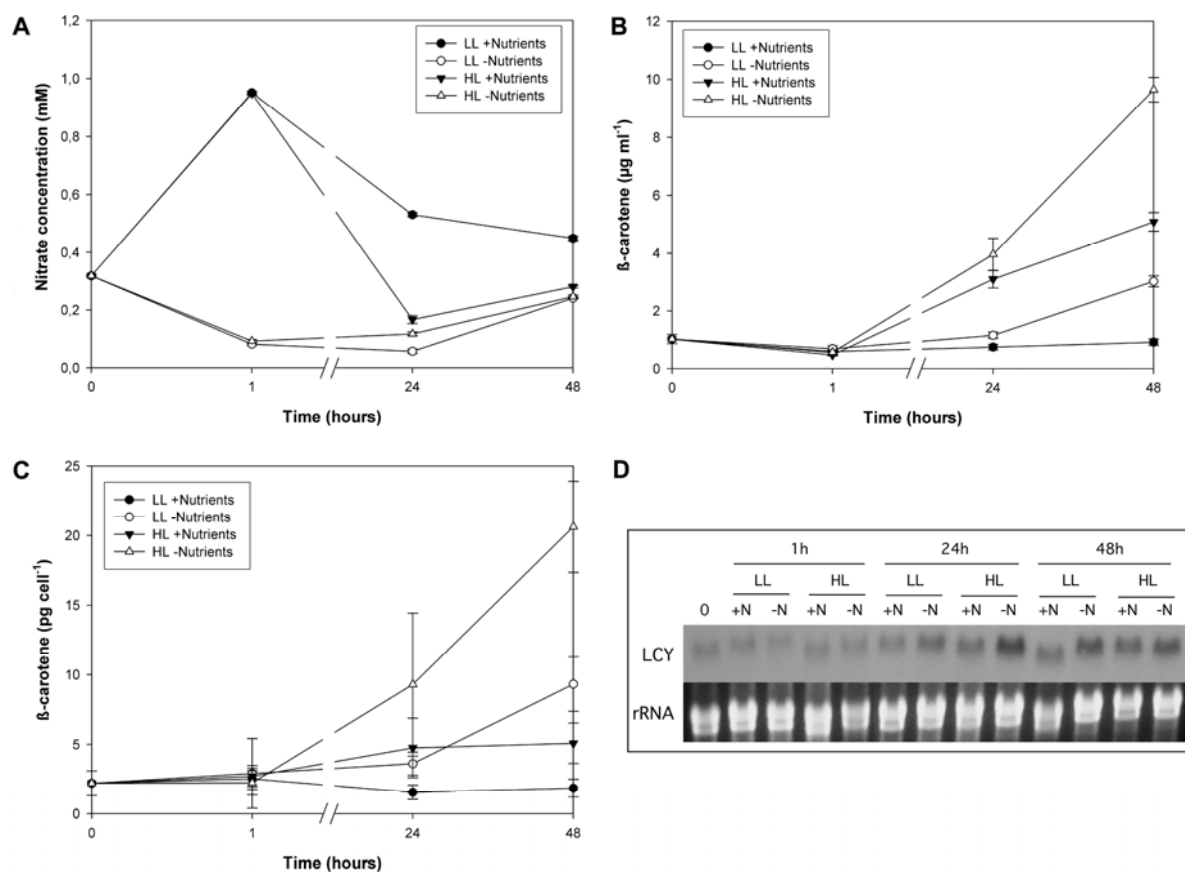 A
Nitrate concentration (mM)
1,2
1,0
0,8
0,6
0,4
0,2
0,0
LL +Nutrients
LL -Nutrients
HL +Nutrients
HL -Nutrients
0 1 24 48
Time (hours)
B
ß-carotene (µg ml-1)
12
10
8
6
4
2
0
LL +Nutrients
LL -Nutrients
HL +Nutrients
HL -Nutrients
0 1 24 48
Time (hours)
C
ß-carotene (pg cell-1)
25
20
15
10
5
0
LL +Nutrients
LL -Nutrients
HL +Nutrients
HL -Nutrients
0 1 24 48
Time (hours)
D
1h 24h 48h
LL HL LL HL LL HL
0 +N -N +N -N +N -N +N -N +N -N +N -N
LCY
rRNA